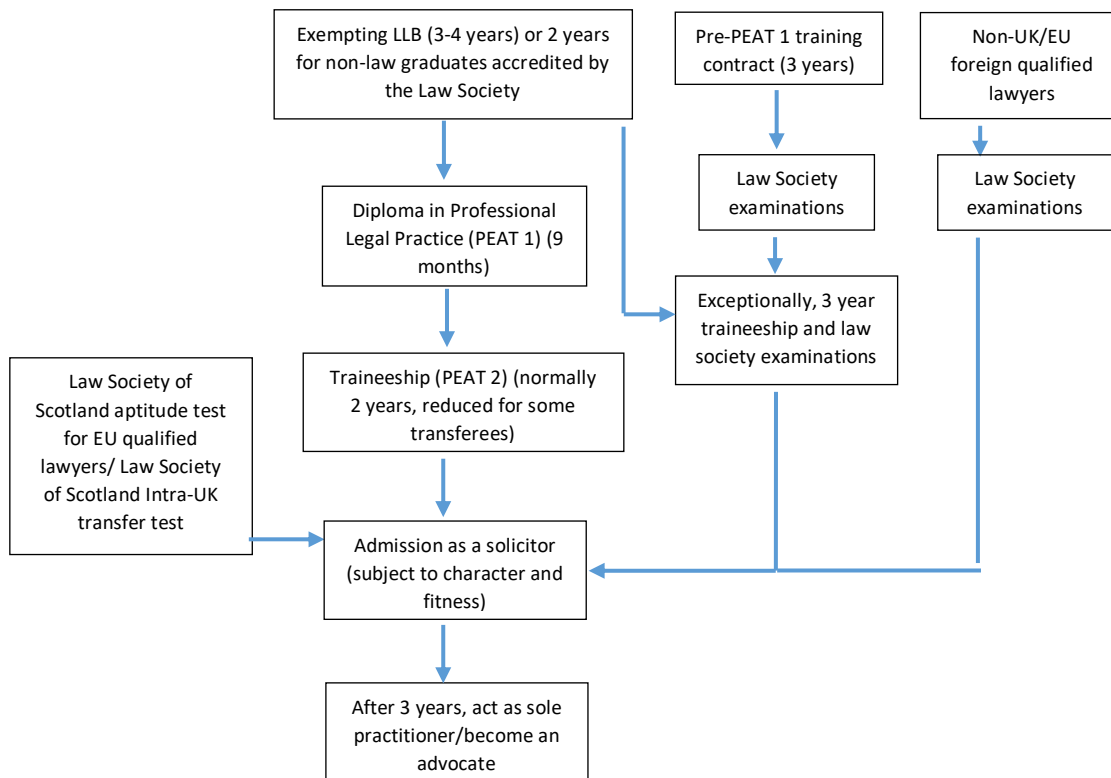 Exempting LLB (3-4 years) or 2 years
for non-law graduates accredited by
the Law Society
Pre-PEAT 1 training
contract (3 years)
Non-UK/EU
foreign qualified
lawyers
Law Society
examinations
Law Society
examinations
Diploma in Professional
Legal Practice (PEAT 1) (9
months)
Exceptionally, 3 year
traineeship and law
society examinations
Law Society of
Scotland aptitude test
for EU qualified
lawyers/ Law Society
of Scotland Intra-UK
transfer test
Traineeship (PEAT 2) (normally
2 years, reduced for some
transferees)
Admission as a solicitor
(subject to character and
fitness)
After 3 years, act as sole
practitioner/become an
advocate